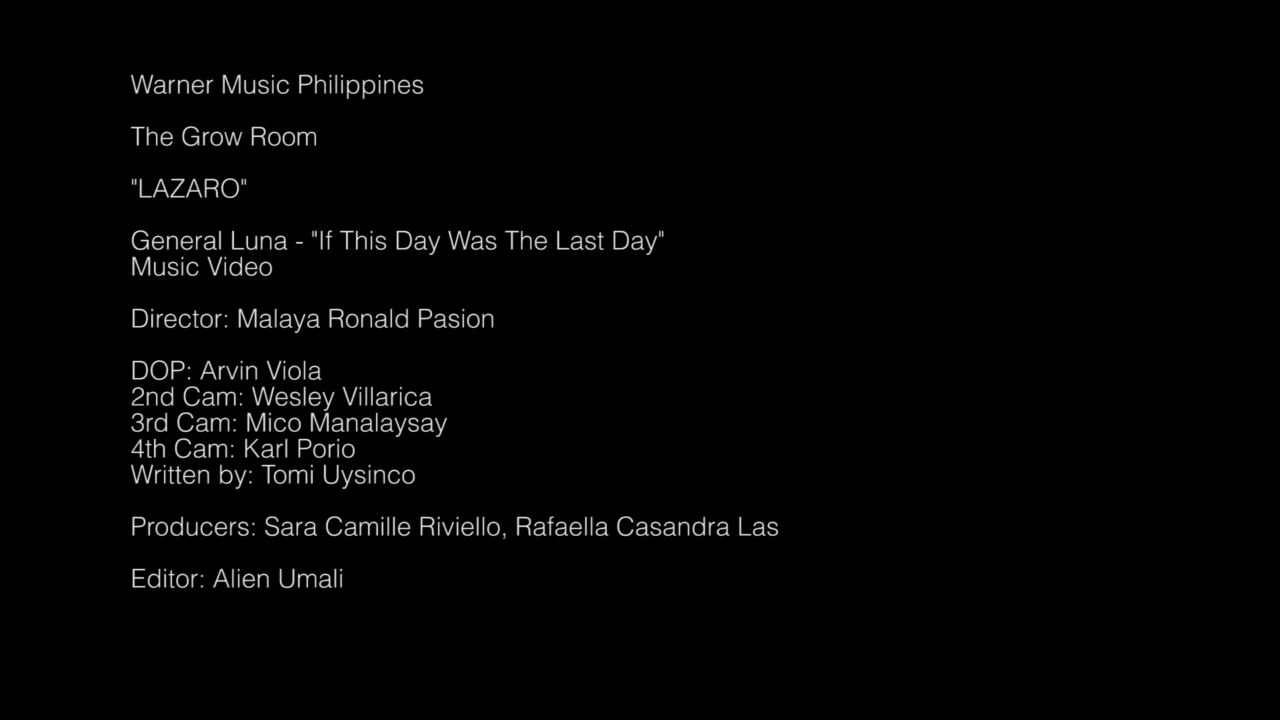 Warner Music Philippines
The Grow Room
"LAZARO"
General Luna - "If This Day Was The Last Day"
Music Video
Director: Malaya Ronald Pasion
DOP: Arvin Viola
2nd Cam: Wesley Villarica
3rd Cam: Mico Manalaysay
4th Cam: Karl Porio
Written by: Tomi Uysinco
Producers: Sara Camille Riviello, Rafaella Casandra Las
Editor: Alien Umali